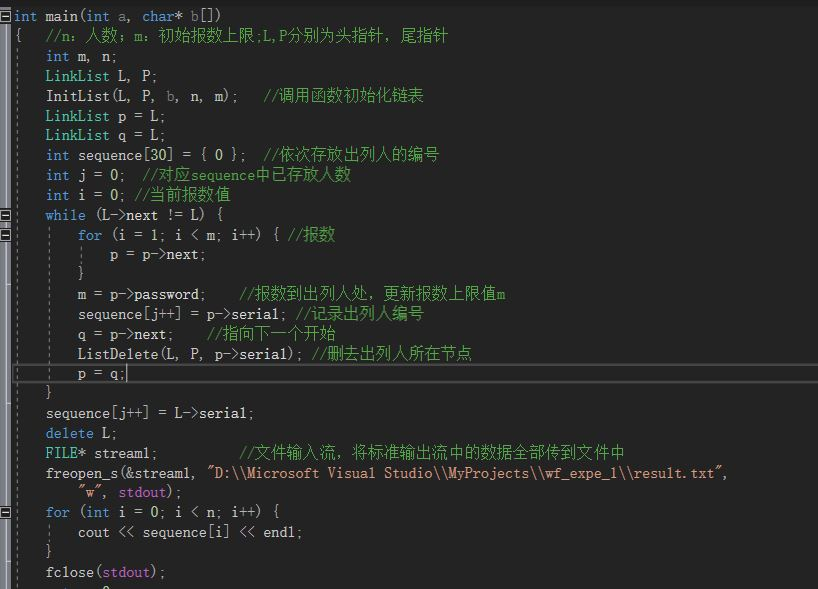 int main(int a, char* b[])
{   //n：人数；m：初始报数上限;L,P分别为头指针，尾指针
int m, n;
LinkList L, P;
InitList(L, P, b, n, m);   //调用函数初始化链表
LinkList p = L;
LinkList q = L;
int sequence[30] = { 0 };  //依次存放出列人的编号
int j = 0;  //对应sequence中已存放人数
int i = 0; //当前报数值
while (L->next != L) {
for (i = 1; i < m; i++) { //报数
p = p->next;
}
m = p->password;    //报数到出列人处，更新报数上限值m
sequence[j++] = p->serial; //记录出列人编号
q = p->next;    //指向下一个开始
ListDelete(L, P, p->serial); //删去出列人所在节点
p = q;
}
sequence[j++] = L->serial;
delete L;
FILE* stream1;          //文件输入流，将标准输出流中的数据全部传到文件中
freopen_s(&stream1, "D:\\Microsoft Visual Studio\\MyProjects\\wf_expe_1\\result.txt",
"w", stdout);
for (int i = 0; i < n; i++) {
cout << sequence[i] << endl;
}
fclose(stdout);